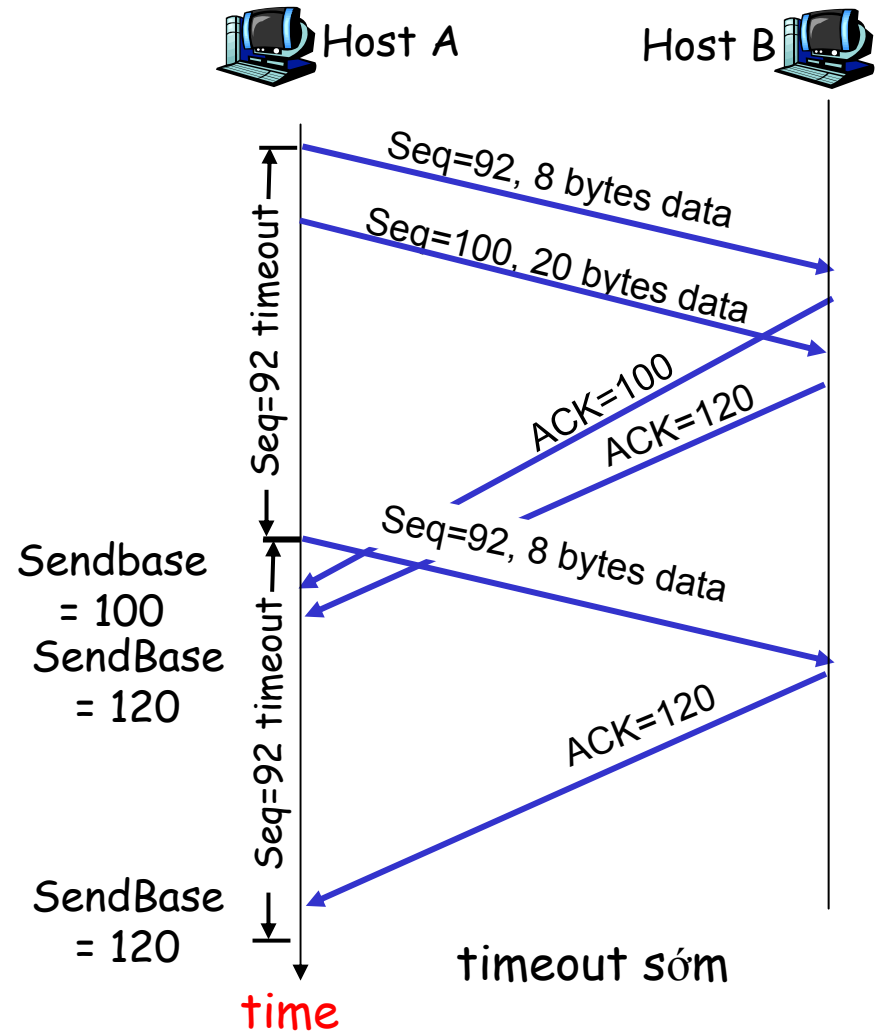 Host A
Host B
Seq=92, 8 bytes data
Seq=100, 20 bytes data
Seq=92 timeout
ACK=100
ACK=120
Seq=92, 8 bytes data
Sendbase
= 100
SendBase
= 120
Seq=92 timeout
ACK=120
SendBase
= 120
timeout sớm
time